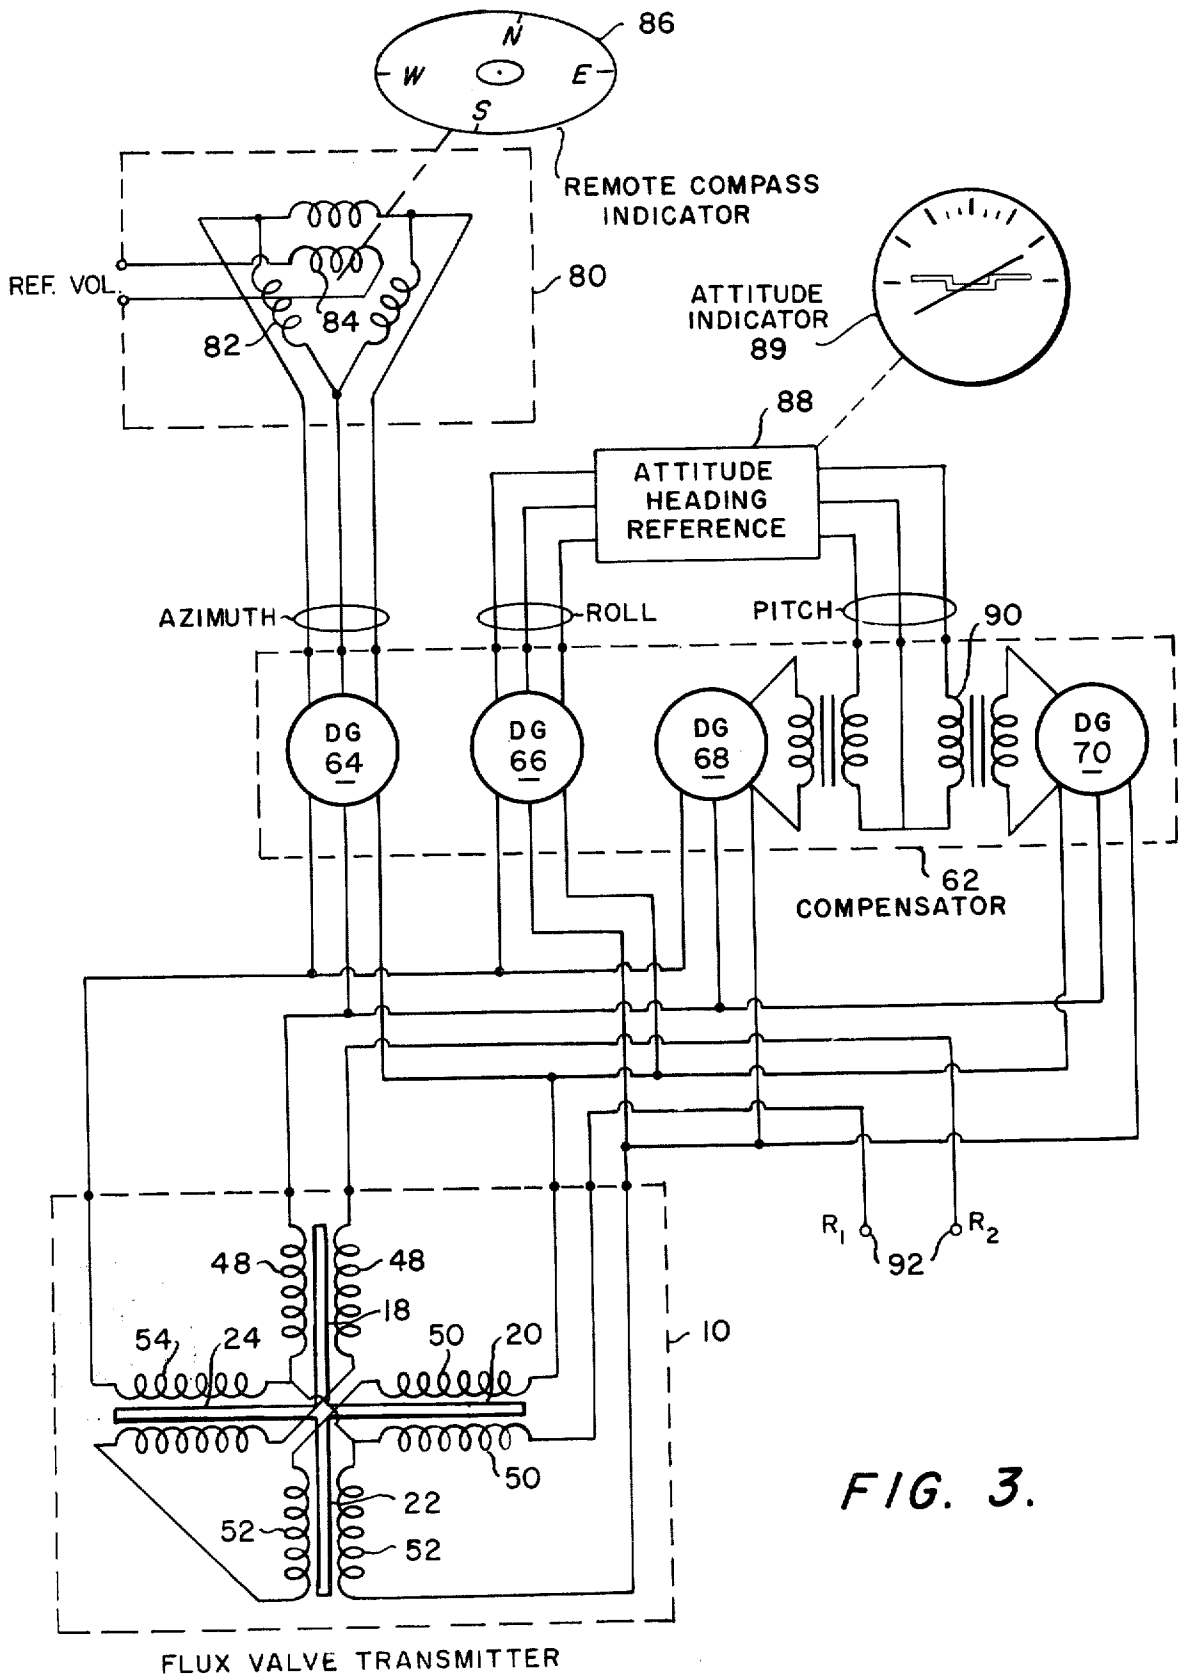 86
N
W
E
S
REMOTE COMPASS
INDICATOR
REF. VOL.
80
82
84
ATTITUDE
INDICATOR
89
88
ATTITUDE
HEADING
REFERENCE
AZIMUTH
ROLL
PITCH
90
DG
64
DG
66
DG
68
DG
70
62
COMPENSATOR
R1
R2
92
48
48
18
10
54
24
50
20
50
22
52
52
FIG. 3.
FLUX VALVE TRANSMITTER